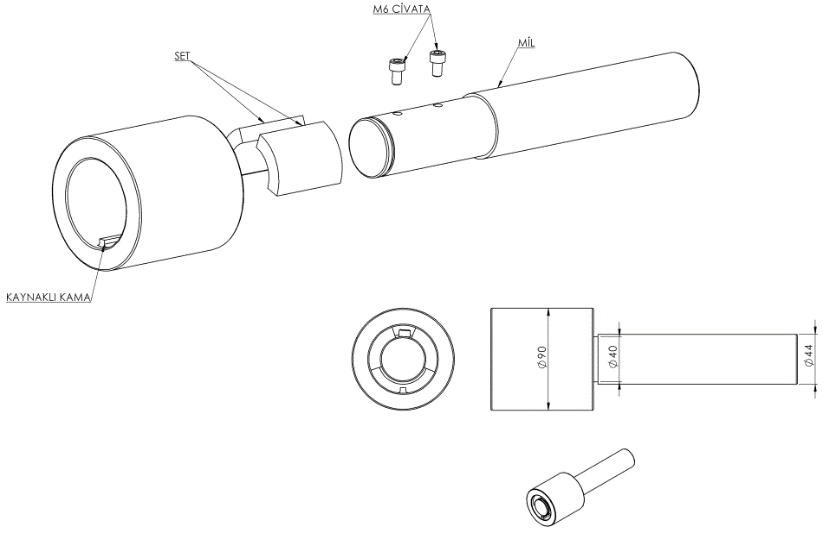 M6 CİVATA
MİL
SET
KAYNAKLI KAMA
Ø90
Ø40
Ø44